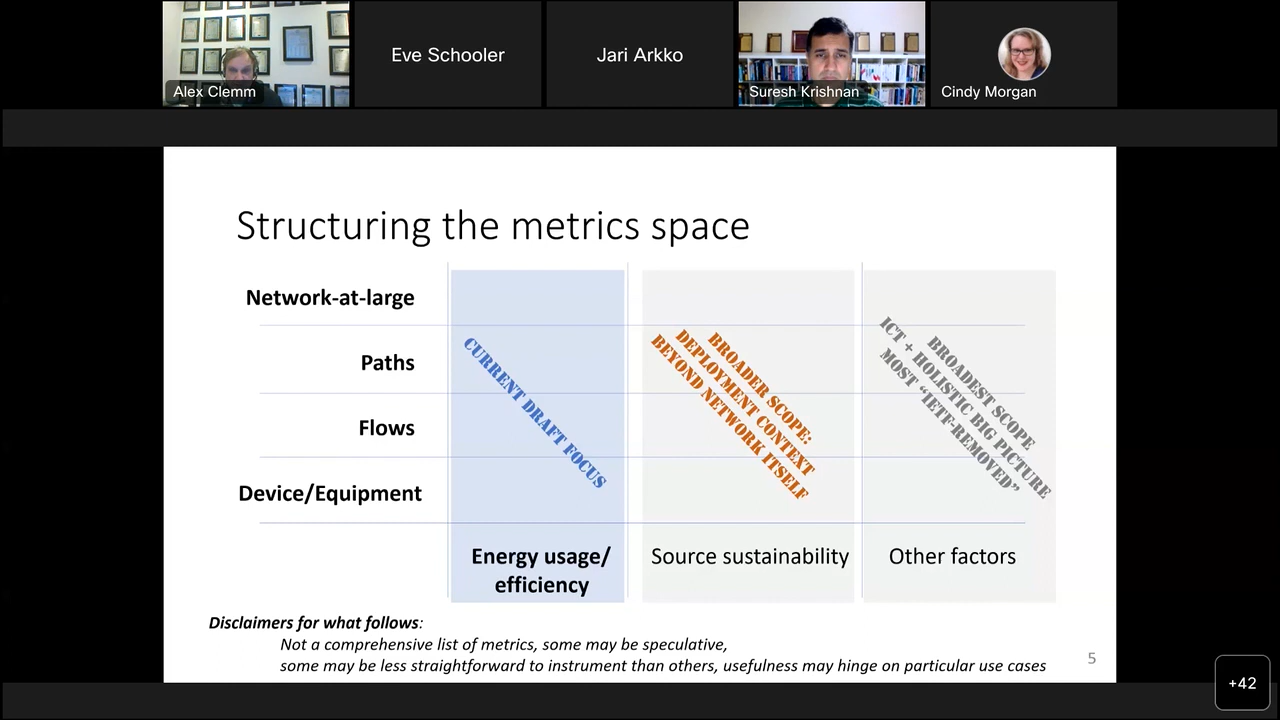 Alex Clemm
Eve Schooler
Jari Arkko
Suresh Krishnan
Cindy Morgan
Structuring the metrics space
Network-at-large
Paths
Flows
Device/Equipment
CURRENT DRAFT FOCUS
BROADER SCOPE:
DEPLOYMENT CONTEXT
BEYOND NETWORK ITSELF
BROADEST SCOPE
ICT + HOLISTIC BIG PICTURE
MOST “IETF-REMOVED”
Energy usage/
efficiency
Source sustainability
Other factors
Disclaimers for what follows:
Not a comprehensive list of metrics, some may be speculative,
some may be less straightforward to instrument than others, usefulness may hinge on particular use cases
5
+42